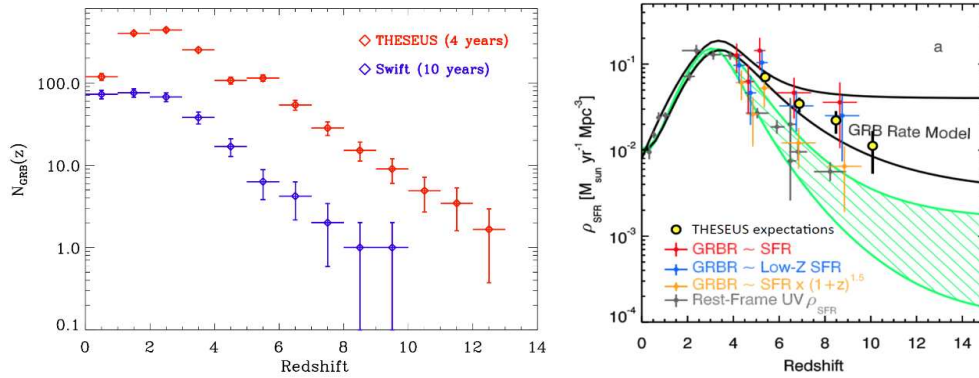 N_GRB(z)
100.0
10.0
1.0
0.1
THESEUS (4 years)
Swift (10 years)
0 2 4 6 8 10 12 14
Redshift
ρ_SFR [M_sun yr^-1 Mpc^-3]
10^-1
10^-2
10^-3
10^-4
a
GRB Rate Model
THESEUS expectations
GRBR ~ SFR
GRBR ~ Low-Z SFR
GRBR ~ SFR x (1+z)^1.5
Rest-Frame UV ρ_SFR
0 2 4 6 8 10 12 14
Redshift